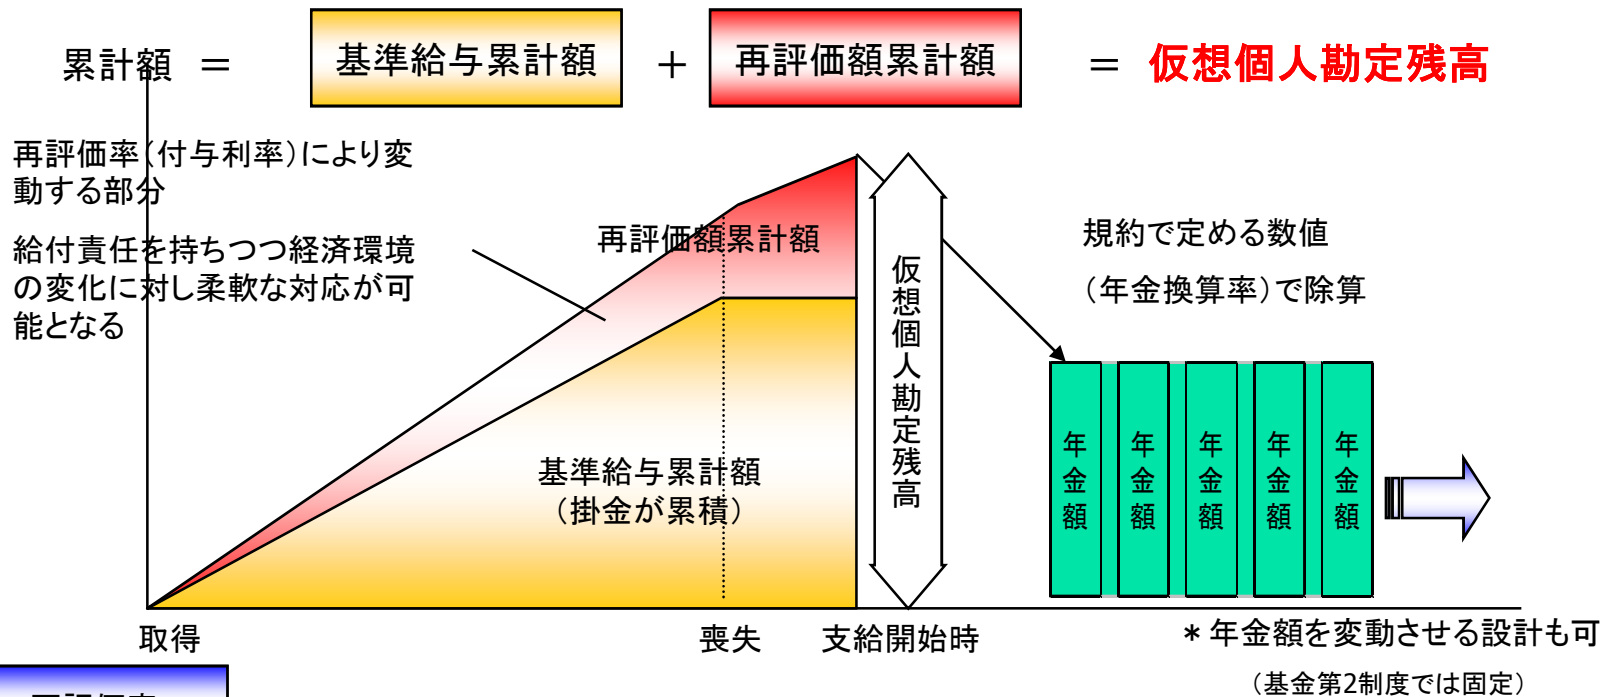 累計額 = 基準給与累計額 + 再評価額累計額 = 仮想個人勘定残高
再評価率(付与利率)により変
動する部分
給付責任を持ちつつ経済環境
の変化に対し柔軟な対応が可
能となる
再評価額累計額
規約で定める数値
(年金換算率)で除算
仮想個人勘定残高
基準給与累計額
(掛金が累積)
年金額
年金額
年金額
年金額
年金額
取得
喪失
支給開始時
*年金額を変動させる設計も可
(基金第2制度では固定)